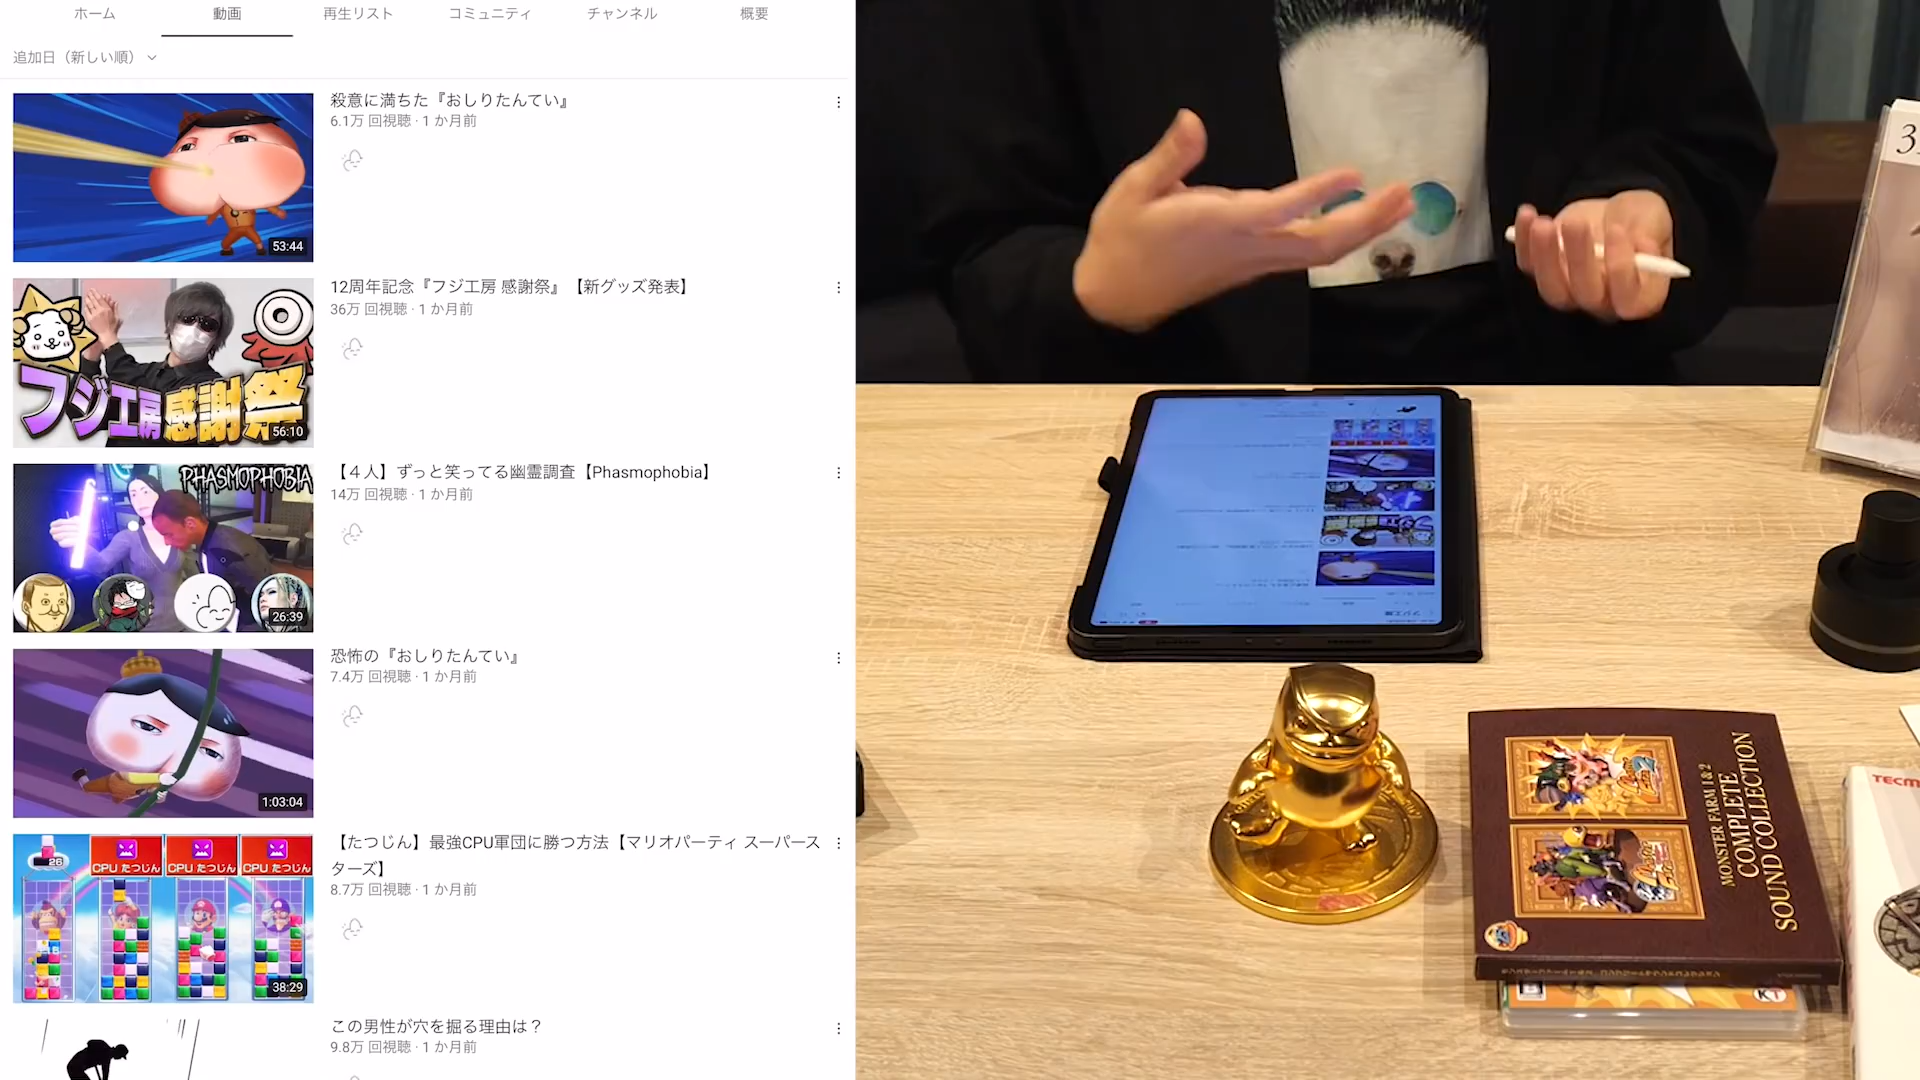 ホーム
動画
再生リスト
コミュニティ
チャンネル
概要
追加日（新しい順）
53:44
殺意に満ちた『おしりたんてい』
6.1万 回視聴 · 1 か月前
フジ工房感謝祭
56:10
12周年記念『フジ工房 感謝祭』【新グッズ発表】
36万 回視聴 · 1 か月前
PHASMOPHOBIA
26:39
【４人】ずっと笑ってる幽霊調査【Phasmophobia】
14万 回視聴 · 1 か月前
1:03:04
恐怖の『おしりたんてい』
7.4万 回視聴 · 1 か月前
26
CPU たつじん
CPU たつじん
CPU たつじん
38:29
【たつじん】最強CPU軍団に勝つ方法【マリオパーティ スーパース
ターズ】
8.7万 回視聴 · 1 か月前
この男性が穴を掘る理由は？
9.8万 回視聴 · 1 か月前
MONSTER FARM 1 & 2
COMPLETE
SOUND COLLECTION
KT